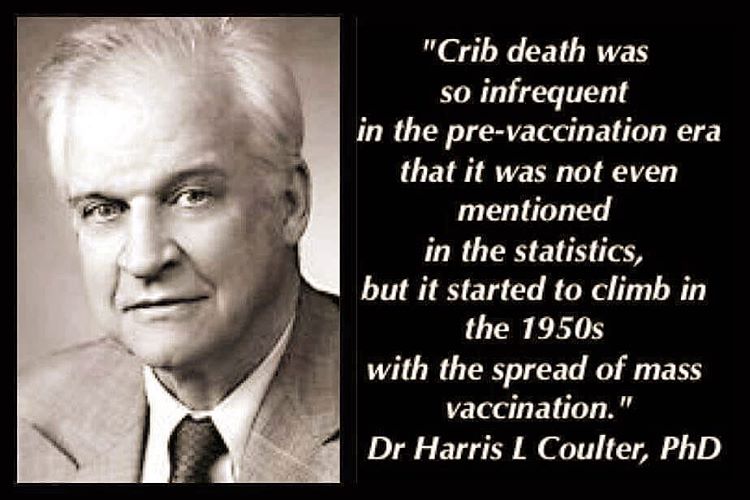 "Crib death was
so infrequent
in the pre-vaccination era
that it was not even
mentioned
in the statistics,
but it started to climb in
the 1950s
with the spread of mass
vaccination."
Dr Harris L Coulter, PhD